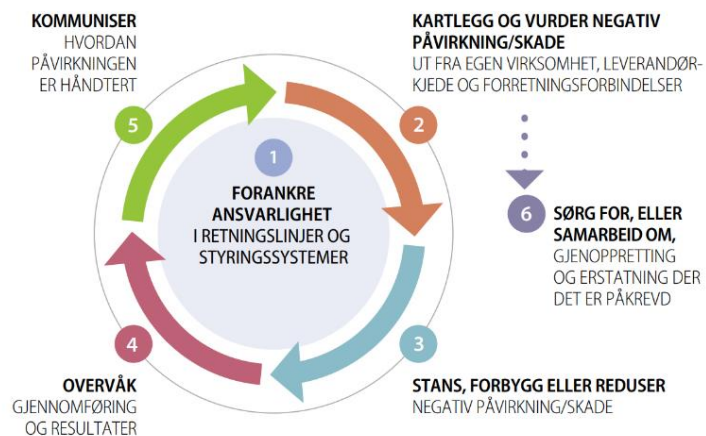 1
FORANKRE
ANSVARLIGHET
I RETNINGSLINJER OG
STYRINGSSYSTEMER
2
KARTLEGG OG VURDER NEGATIV
PÅVIRKNING/SKADE
UT FRA EGEN VIRKSOMHET, LEVERANDØR-
KJEDE OG FORRETNINGSFORBINDELSER
3
STANS, FORBYGG ELLER REDUSER
NEGATIV PÅVIRKNING/SKADE
4
OVERVÅK
GJENNOMFØRING
OG RESULTATER
5
KOMMUNISER
HVORDAN
PÅVIRKNINGEN
ER HÅNDTERT
6
SØRG FOR, ELLER
SAMARBEID OM,
GJENOPPRETTING
OG ERSTATNING DER
DET ER PÅKREVD